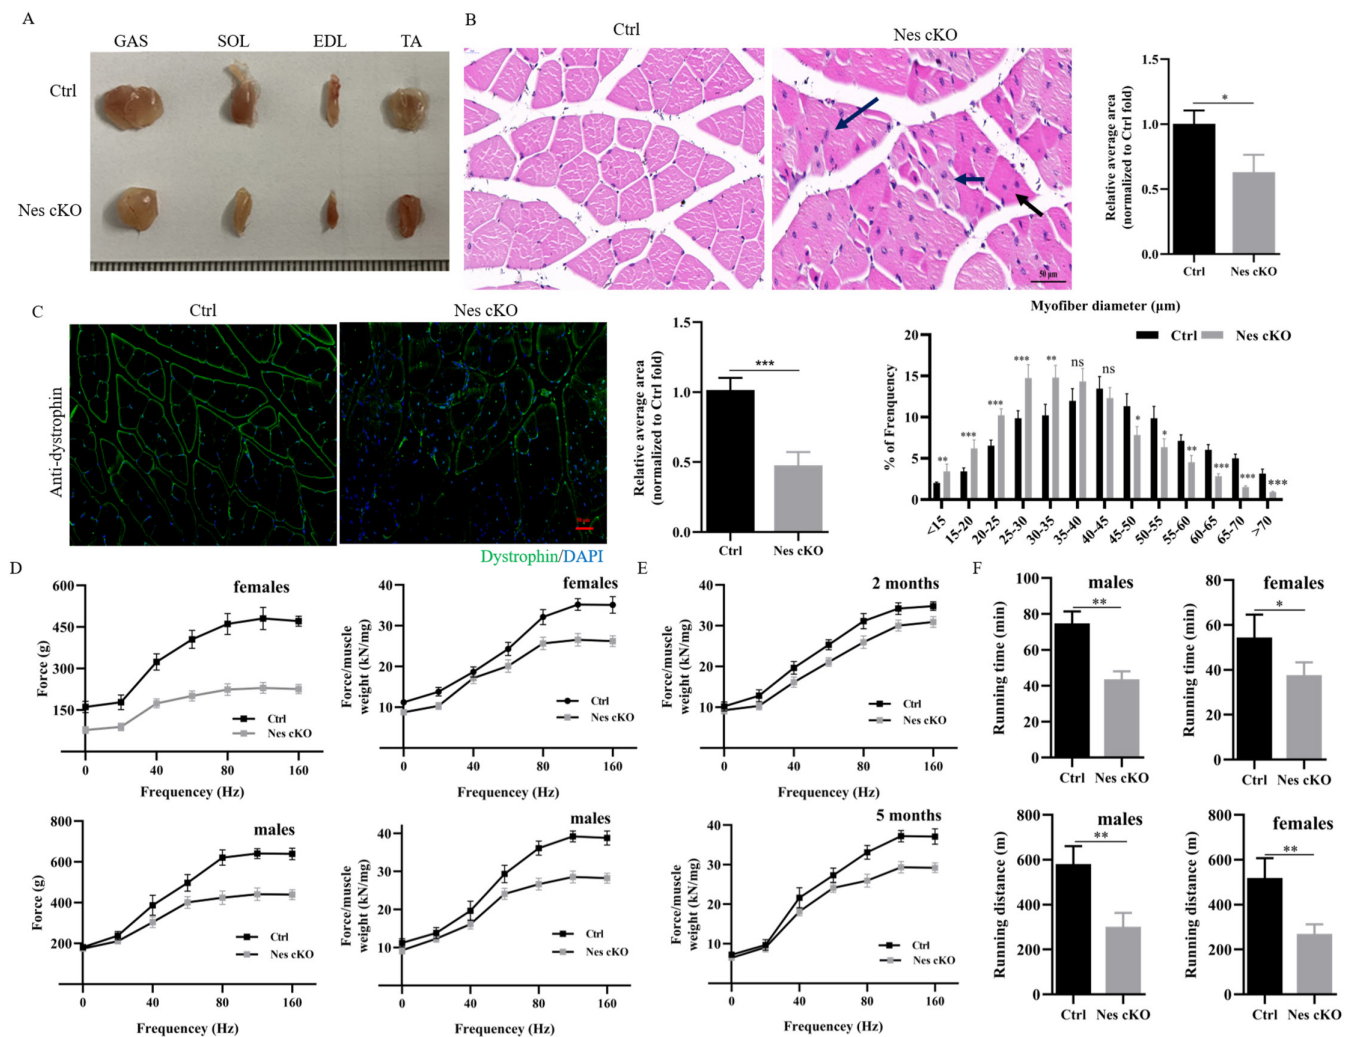 A
GAS SOL EDL TA
Ctrl
Nes cKO
B
Ctrl Nes cKO
50 μm
Relative average area
(normalized to Ctrl fold)
1.5
1.0
0.5
0.0
*
Ctrl Nes cKO
C
Ctrl Nes cKO
Anti-dystrophin
Dystrophin/DAPI
Relative average area
(normalized to Ctrl fold)
1.5
1.0
0.5
0.0
***
Ctrl Nes cKO
Myofiber diameter (μm)
Ctrl Nes cKO
% of Frenquency
20
15
10
5
0
** *** *** *** ** ns ns * * ** *** *** ***
<15 15-20 20-25 25-30 30-35 35-40 40-45 45-50 50-55 55-60 60-65 65-70 >70
D
females
Force (g)
600
450
300
150
Ctrl
Nes cKO
0 40 80 160
Frequencey (Hz)
females
Force/muscle
weight (kN/mg)
40
30
20
10
Ctrl
Nes cKO
0 40 80 160
Frequencey (Hz)
males
Force (g)
800
600
400
200
Ctrl
Nes cKO
0 40 80 160
Frequencey (Hz)
males
Force/muscle
weight (kN/mg)
40
30
20
10
Ctrl
Nes cKO
0 40 80 160
Frequencey (Hz)
E
2 months
Force/muscle
weight (kN/mg)
40
30
20
10
Ctrl
Nes cKO
0 40 80 160
Frequencey (Hz)
5 months
Force/muscle
weight (kN/mg)
40
30
20
10
Ctrl
Nes cKO
0 40 80 160
Frequencey (Hz)
F
males
Running time (min)
100
80
60
40
20
0
**
Ctrl Nes cKO
females
Running time (min)
80
60
40
20
0
*
Ctrl Nes cKO
males
Running distance (m)
800
600
400
200
0
**
Ctrl Nes cKO
females
Running distance (m)
800
600
400
200
0
**
Ctrl Nes cKO